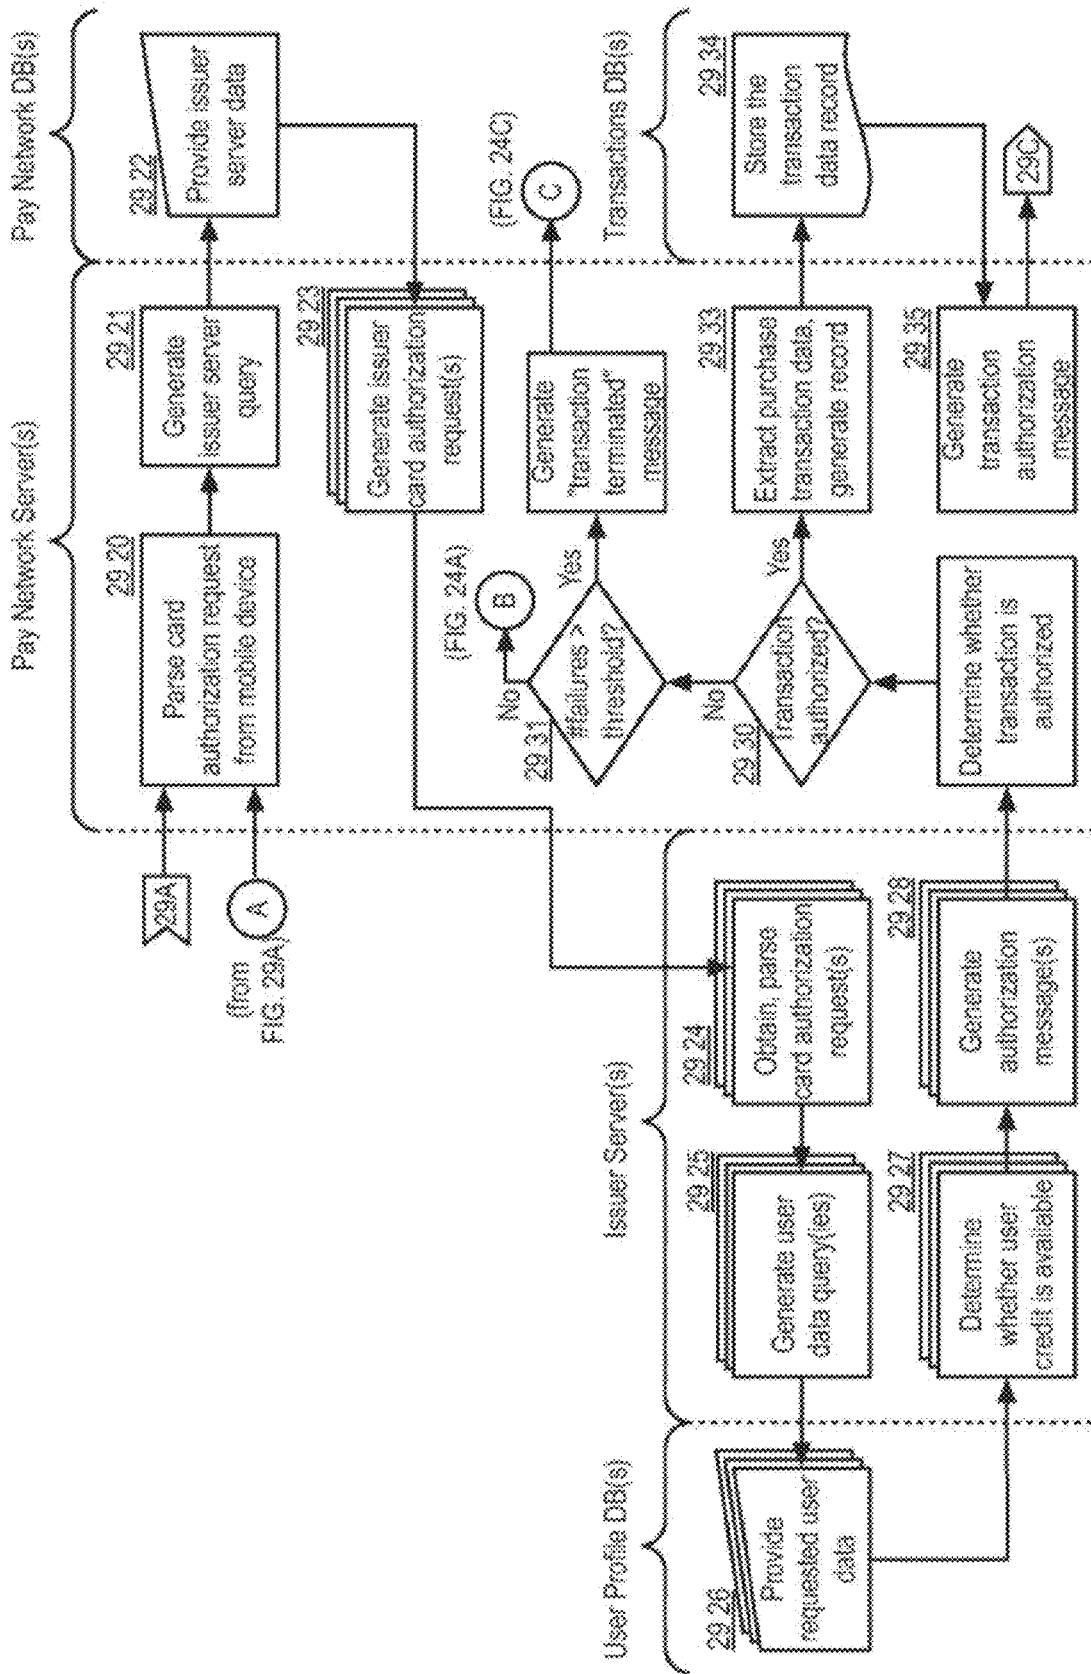 Pay Network Server(s)
Pay Network DB(s)
29A
(from
FIG. 29A)
A
29 20
Parse card
authorization request
from mobile device
29 21
Generate
issuer server
query
29 22
Provide issuer
server data
29 23
Generate issuer
card authorization
request(s)
(FIG. 24A)
B
(FIG. 24C)
C
No
29 31
#failures >
threshold?
Yes
Generate
"transaction
terminated"
message
User Profile DB(s)
Issuer Server(s)
Transactions DB(s)
29 26
Provide
requested user
data
29 25
Generate user
data query(ies)
29 24
Obtain, parse
card authorization
request(s)
No
29 30
Transaction
authorized?
Yes
29 33
Extract purchase
transaction data,
generate record
29 34
Store the
transaction
data record
29 27
Determine
whether user
credit is available
29 28
Generate
authorization
message(s)
Determine whether
transaction is
authorized
29 35
Generate
transaction
authorization
message
29C